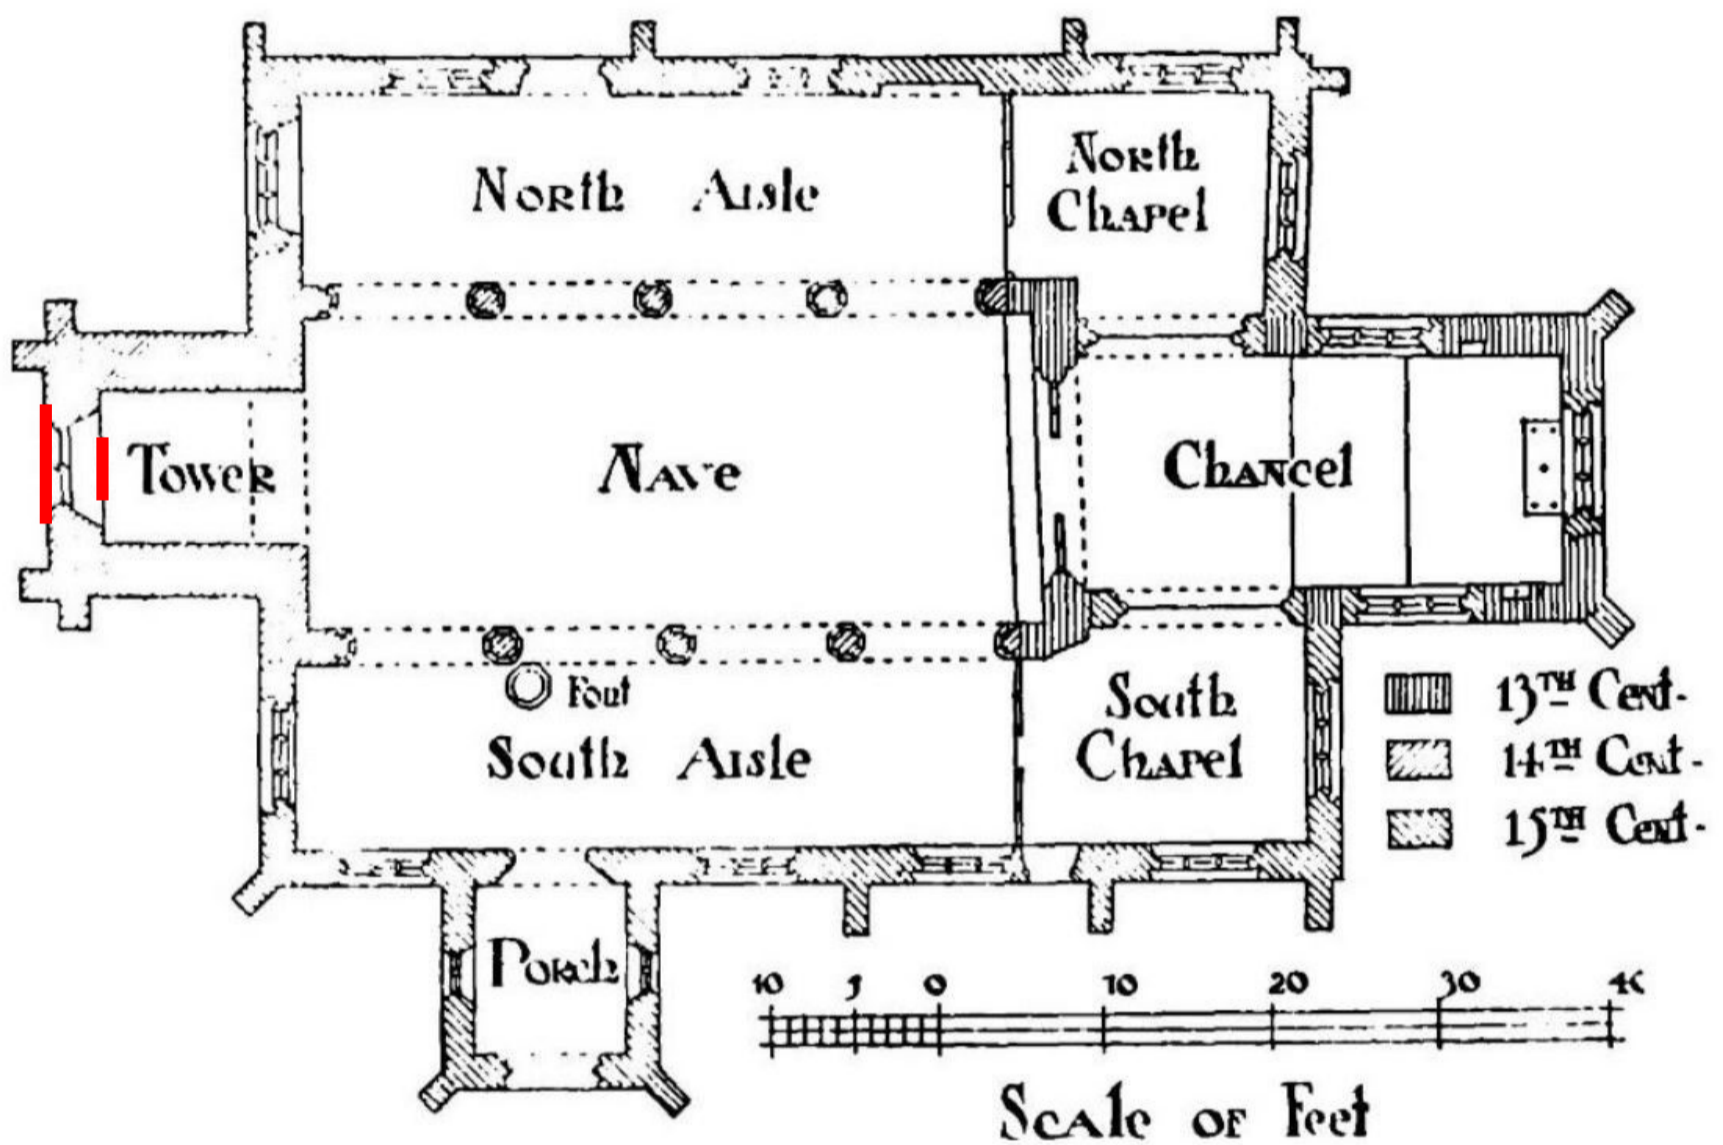 North Aisle
North
Chapel
Tower
Nave
Chancel
Font
South Aisle
South
Chapel
13TH Cent.
14TH Cent.
15TH Cent.
Porch
10 5 0 10 20 30 40
Scale of Feet